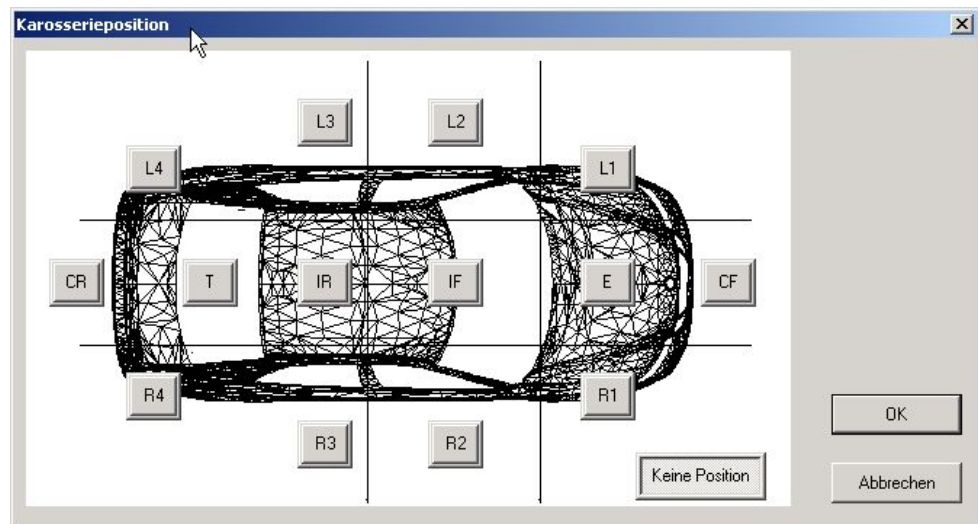 Karosserieposition
L3
L2
L4
L1
CR
T
IR
IF
E
CF
R4
R1
R3
R2
Keine Position
OK
Abbrechen